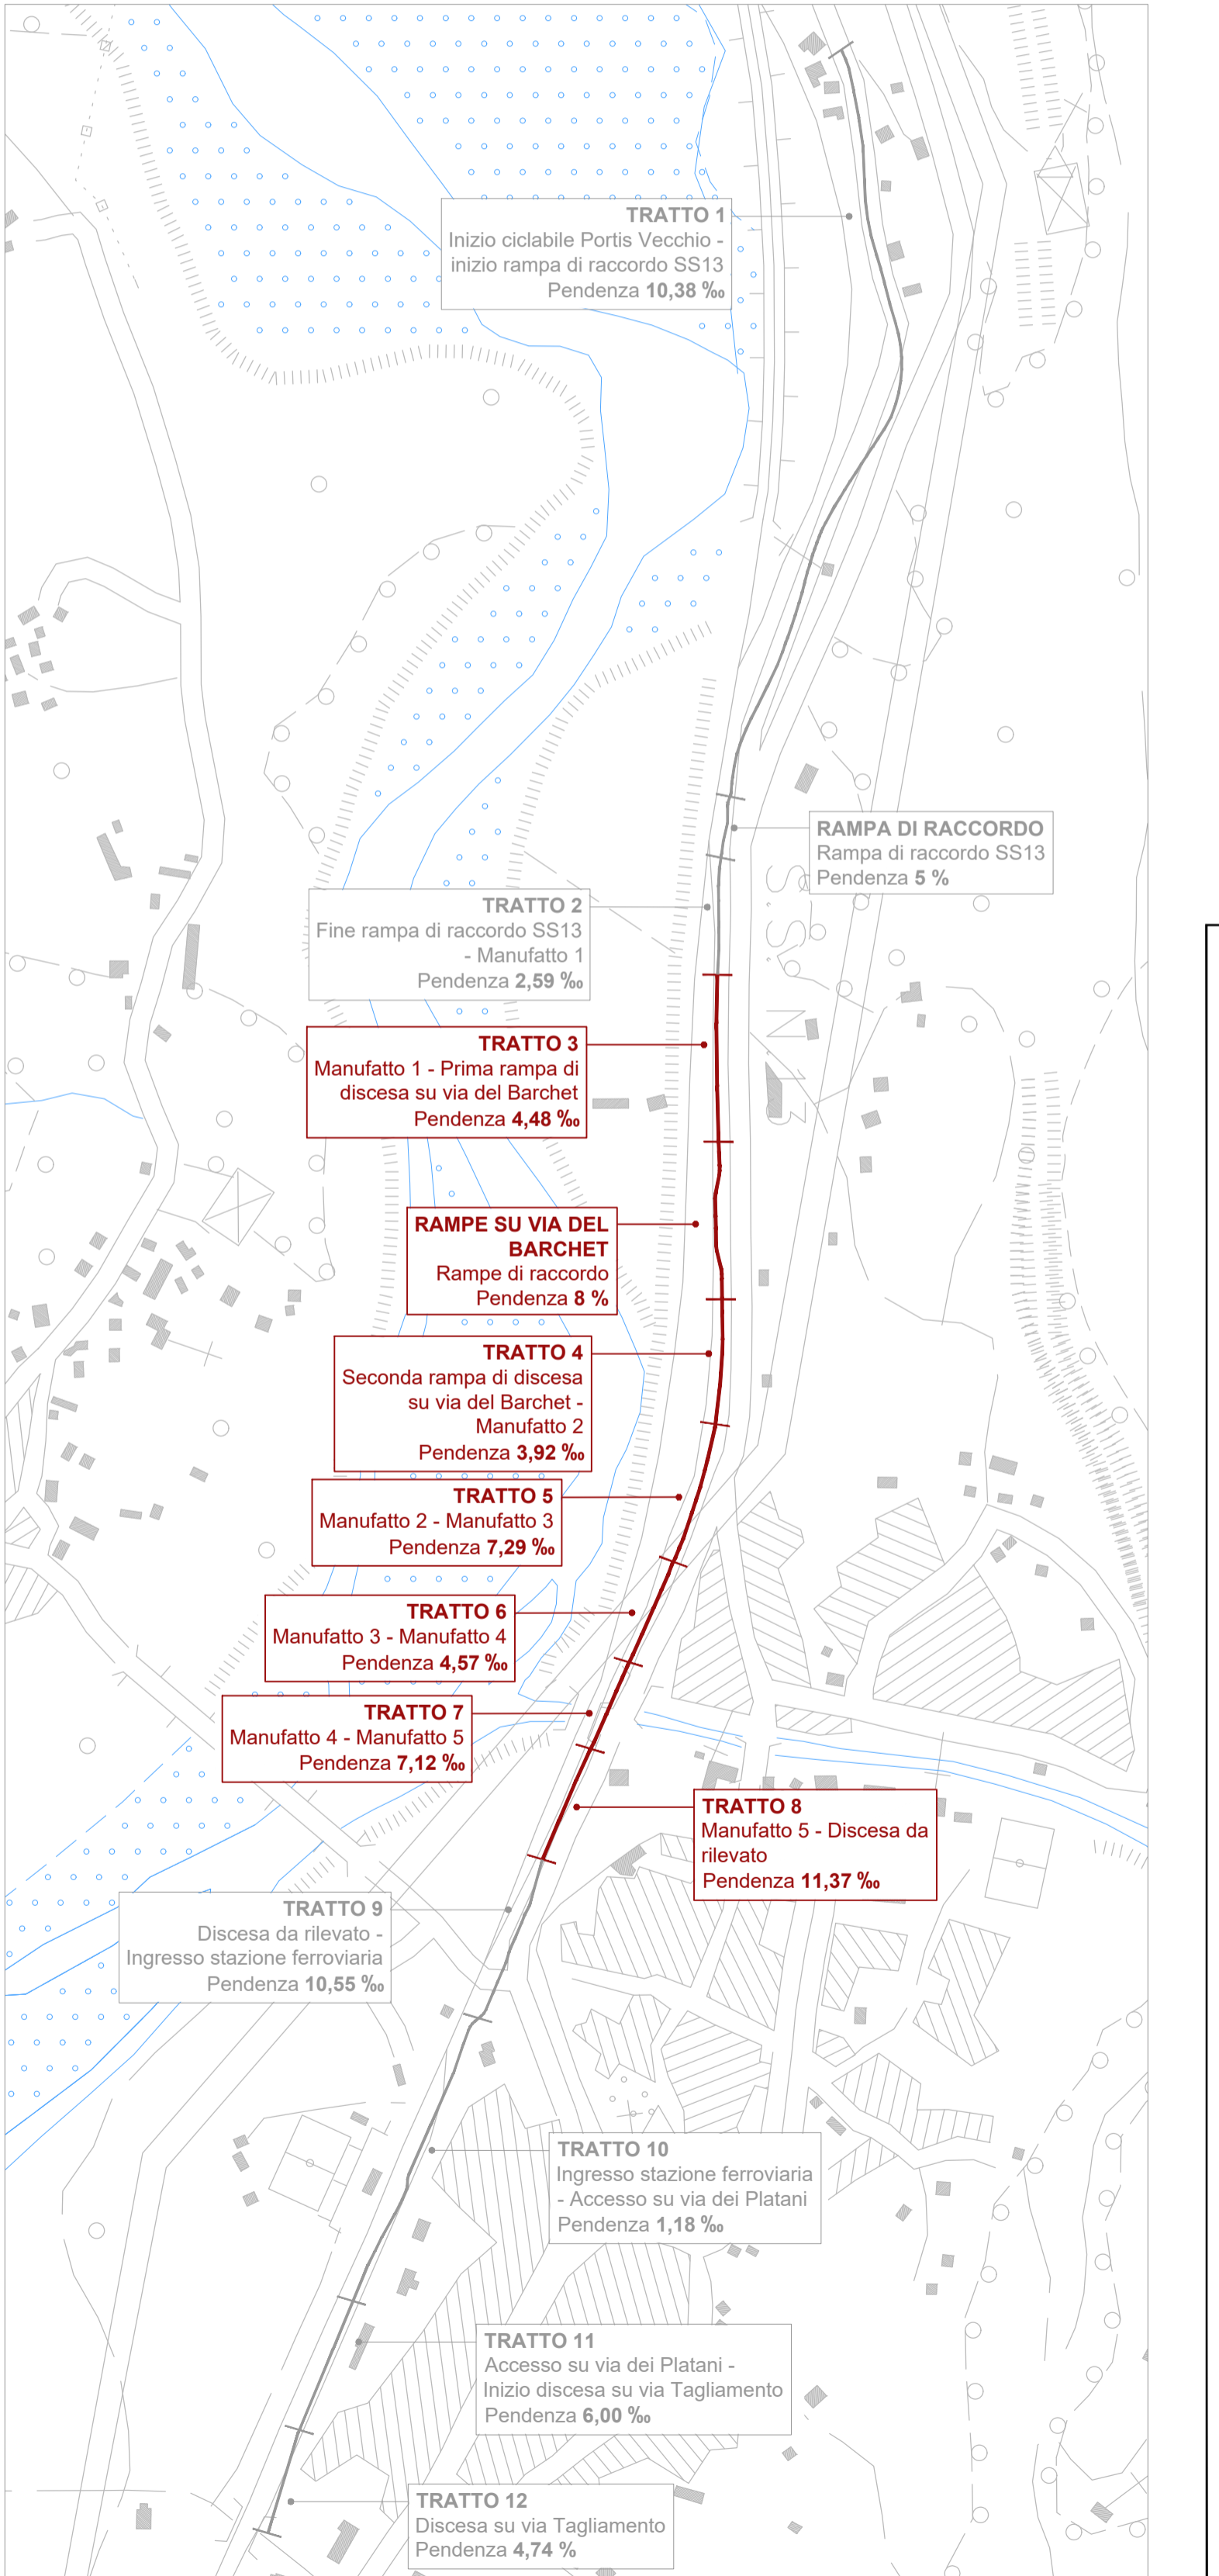 TRATTO 1
Inizio ciclabile Portis Vecchio -
inizio rampa di raccordo SS13
Pendenza 10,38 ‰
RAMPA DI RACCORDO
Rampa di raccordo SS13
Pendenza 5 %
TRATTO 2
Fine rampa di raccordo SS13
- Manufatto 1
Pendenza 2,59 ‰
TRATTO 3
Manufatto 1 - Prima rampa di
discesa su via del Barchet
Pendenza 4,48 ‰
RAMPE SU VIA DEL
BARCHET
Rampe di raccordo
Pendenza 8 %
TRATTO 4
Seconda rampa di discesa
su via del Barchet -
Manufatto 2
Pendenza 3,92 ‰
TRATTO 5
Manufatto 2 - Manufatto 3
Pendenza 7,29 ‰
TRATTO 6
Manufatto 3 - Manufatto 4
Pendenza 4,57 ‰
TRATTO 7
Manufatto 4 - Manufatto 5
Pendenza 7,12 ‰
TRATTO 8
Manufatto 5 - Discesa da
rilevato
Pendenza 11,37 ‰
TRATTO 9
Discesa da rilevato -
Ingresso stazione ferroviaria
Pendenza 10,55 ‰
TRATTO 10
Ingresso stazione ferroviaria
- Accesso su via dei Platani
Pendenza 1,18 ‰
TRATTO 11
Accesso su via dei Platani -
Inizio discesa su via Tagliamento
Pendenza 6,00 ‰
TRATTO 12
Discesa su via Tagliamento
Pendenza 4,74 %